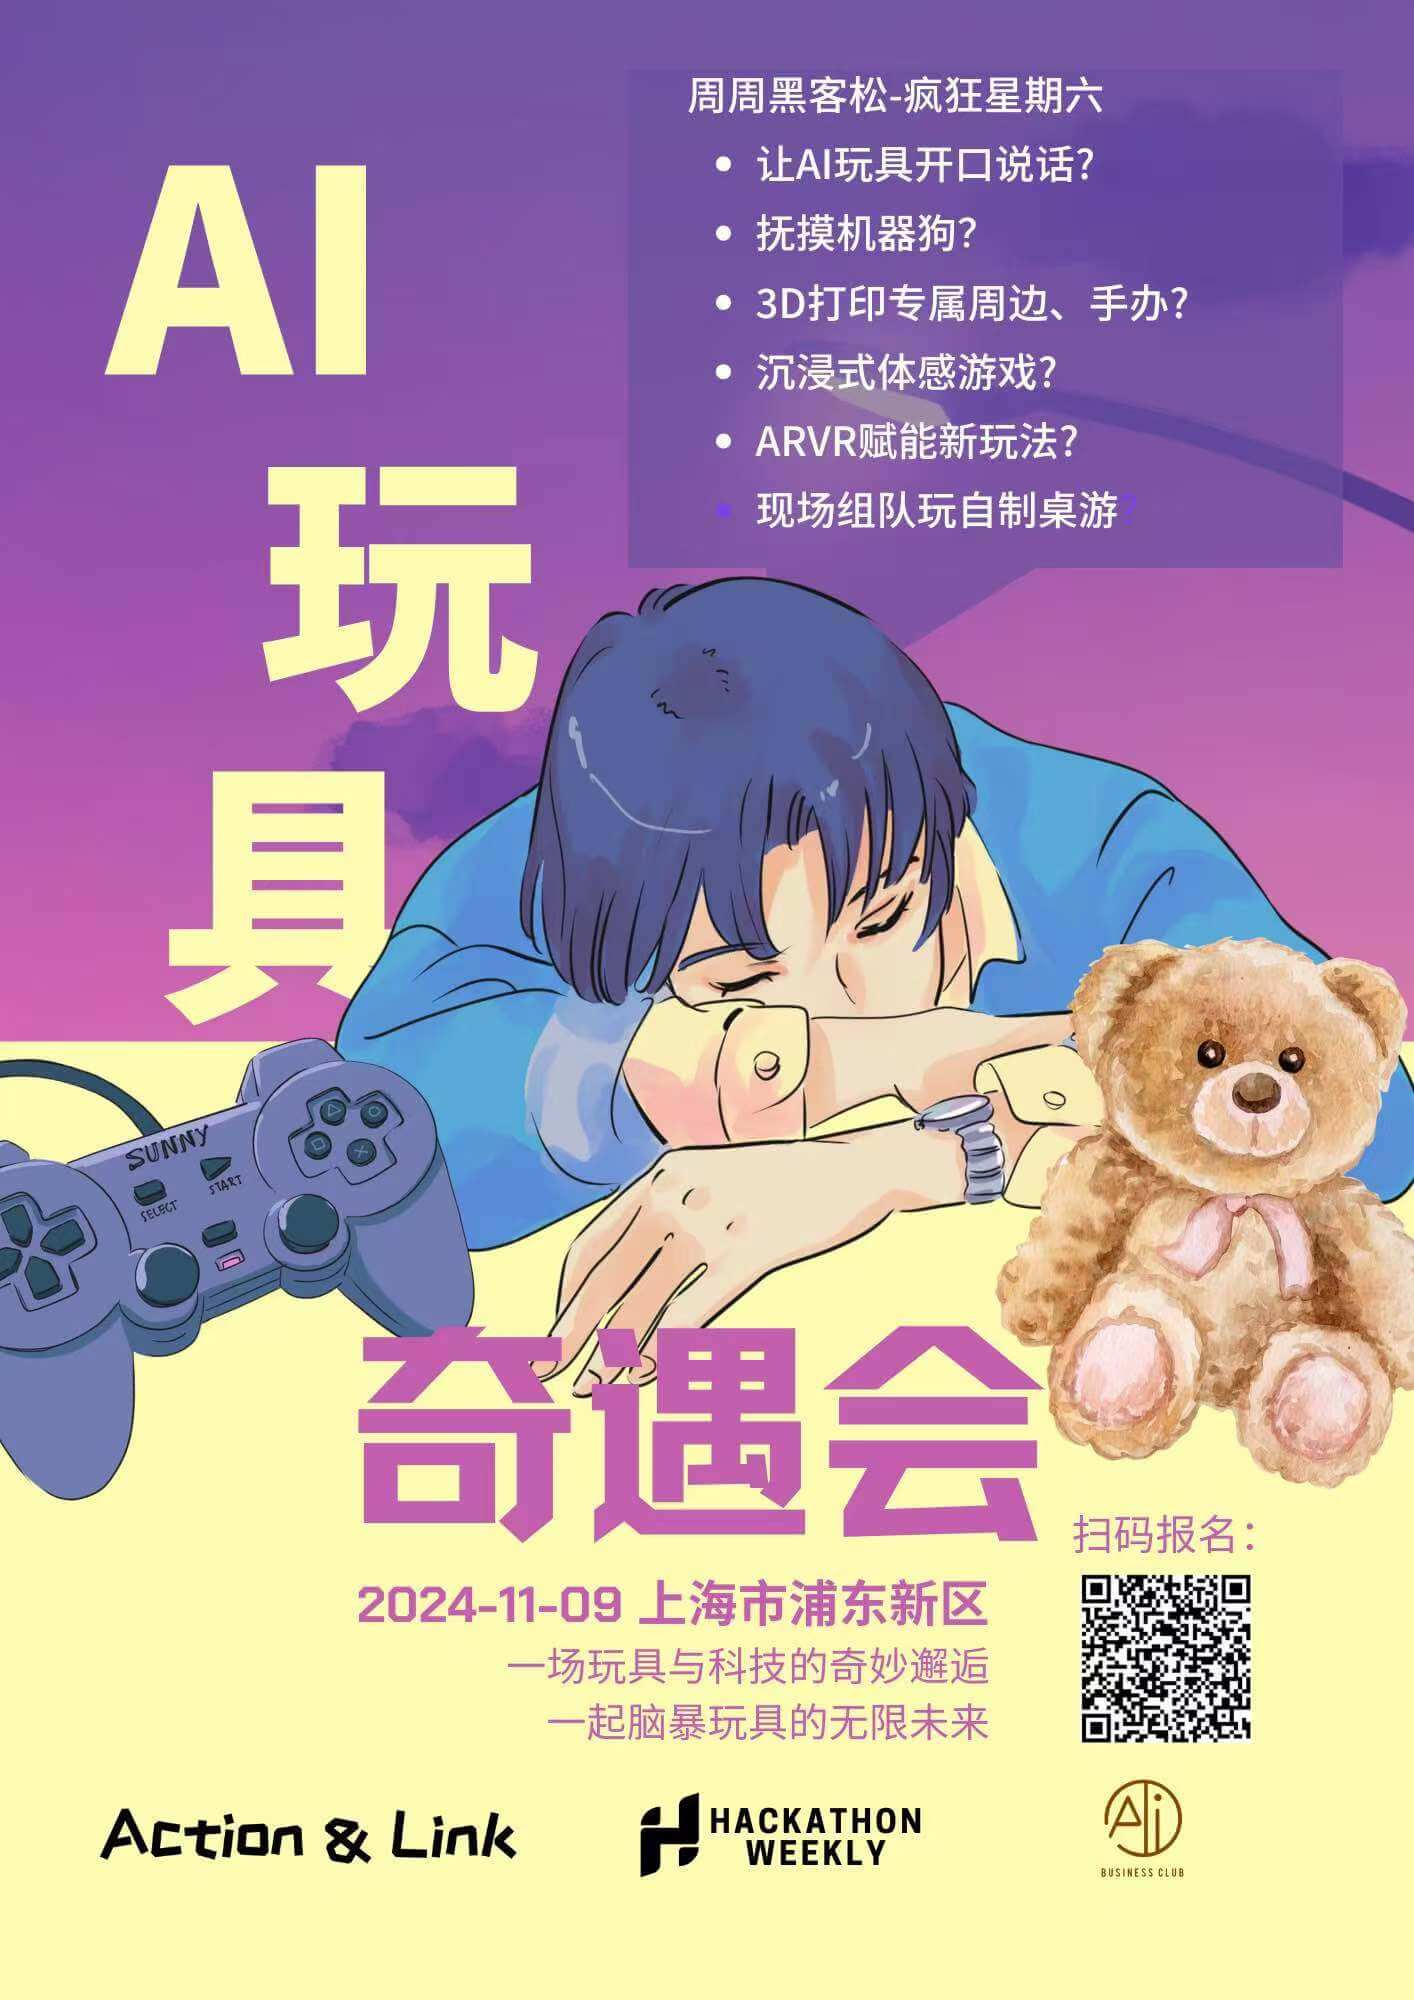 周周黑客松-疯狂星期六
让AI玩具开口说话?
抚摸机器狗?
3D打印专属周边、手办?
沉浸式体感游戏?
ARVR赋能新玩法?
现场组队玩自制桌游?
AI
玩
具
SUNNY
SELECT
START
奇遇会
扫码报名：
2024-11-09 上海市浦东新区
一场玩具与科技的奇妙邂逅
一起脑暴玩具的无限未来
Action & Link
HACKATHON
WEEKLY
Ali
BUSINESS CLUB